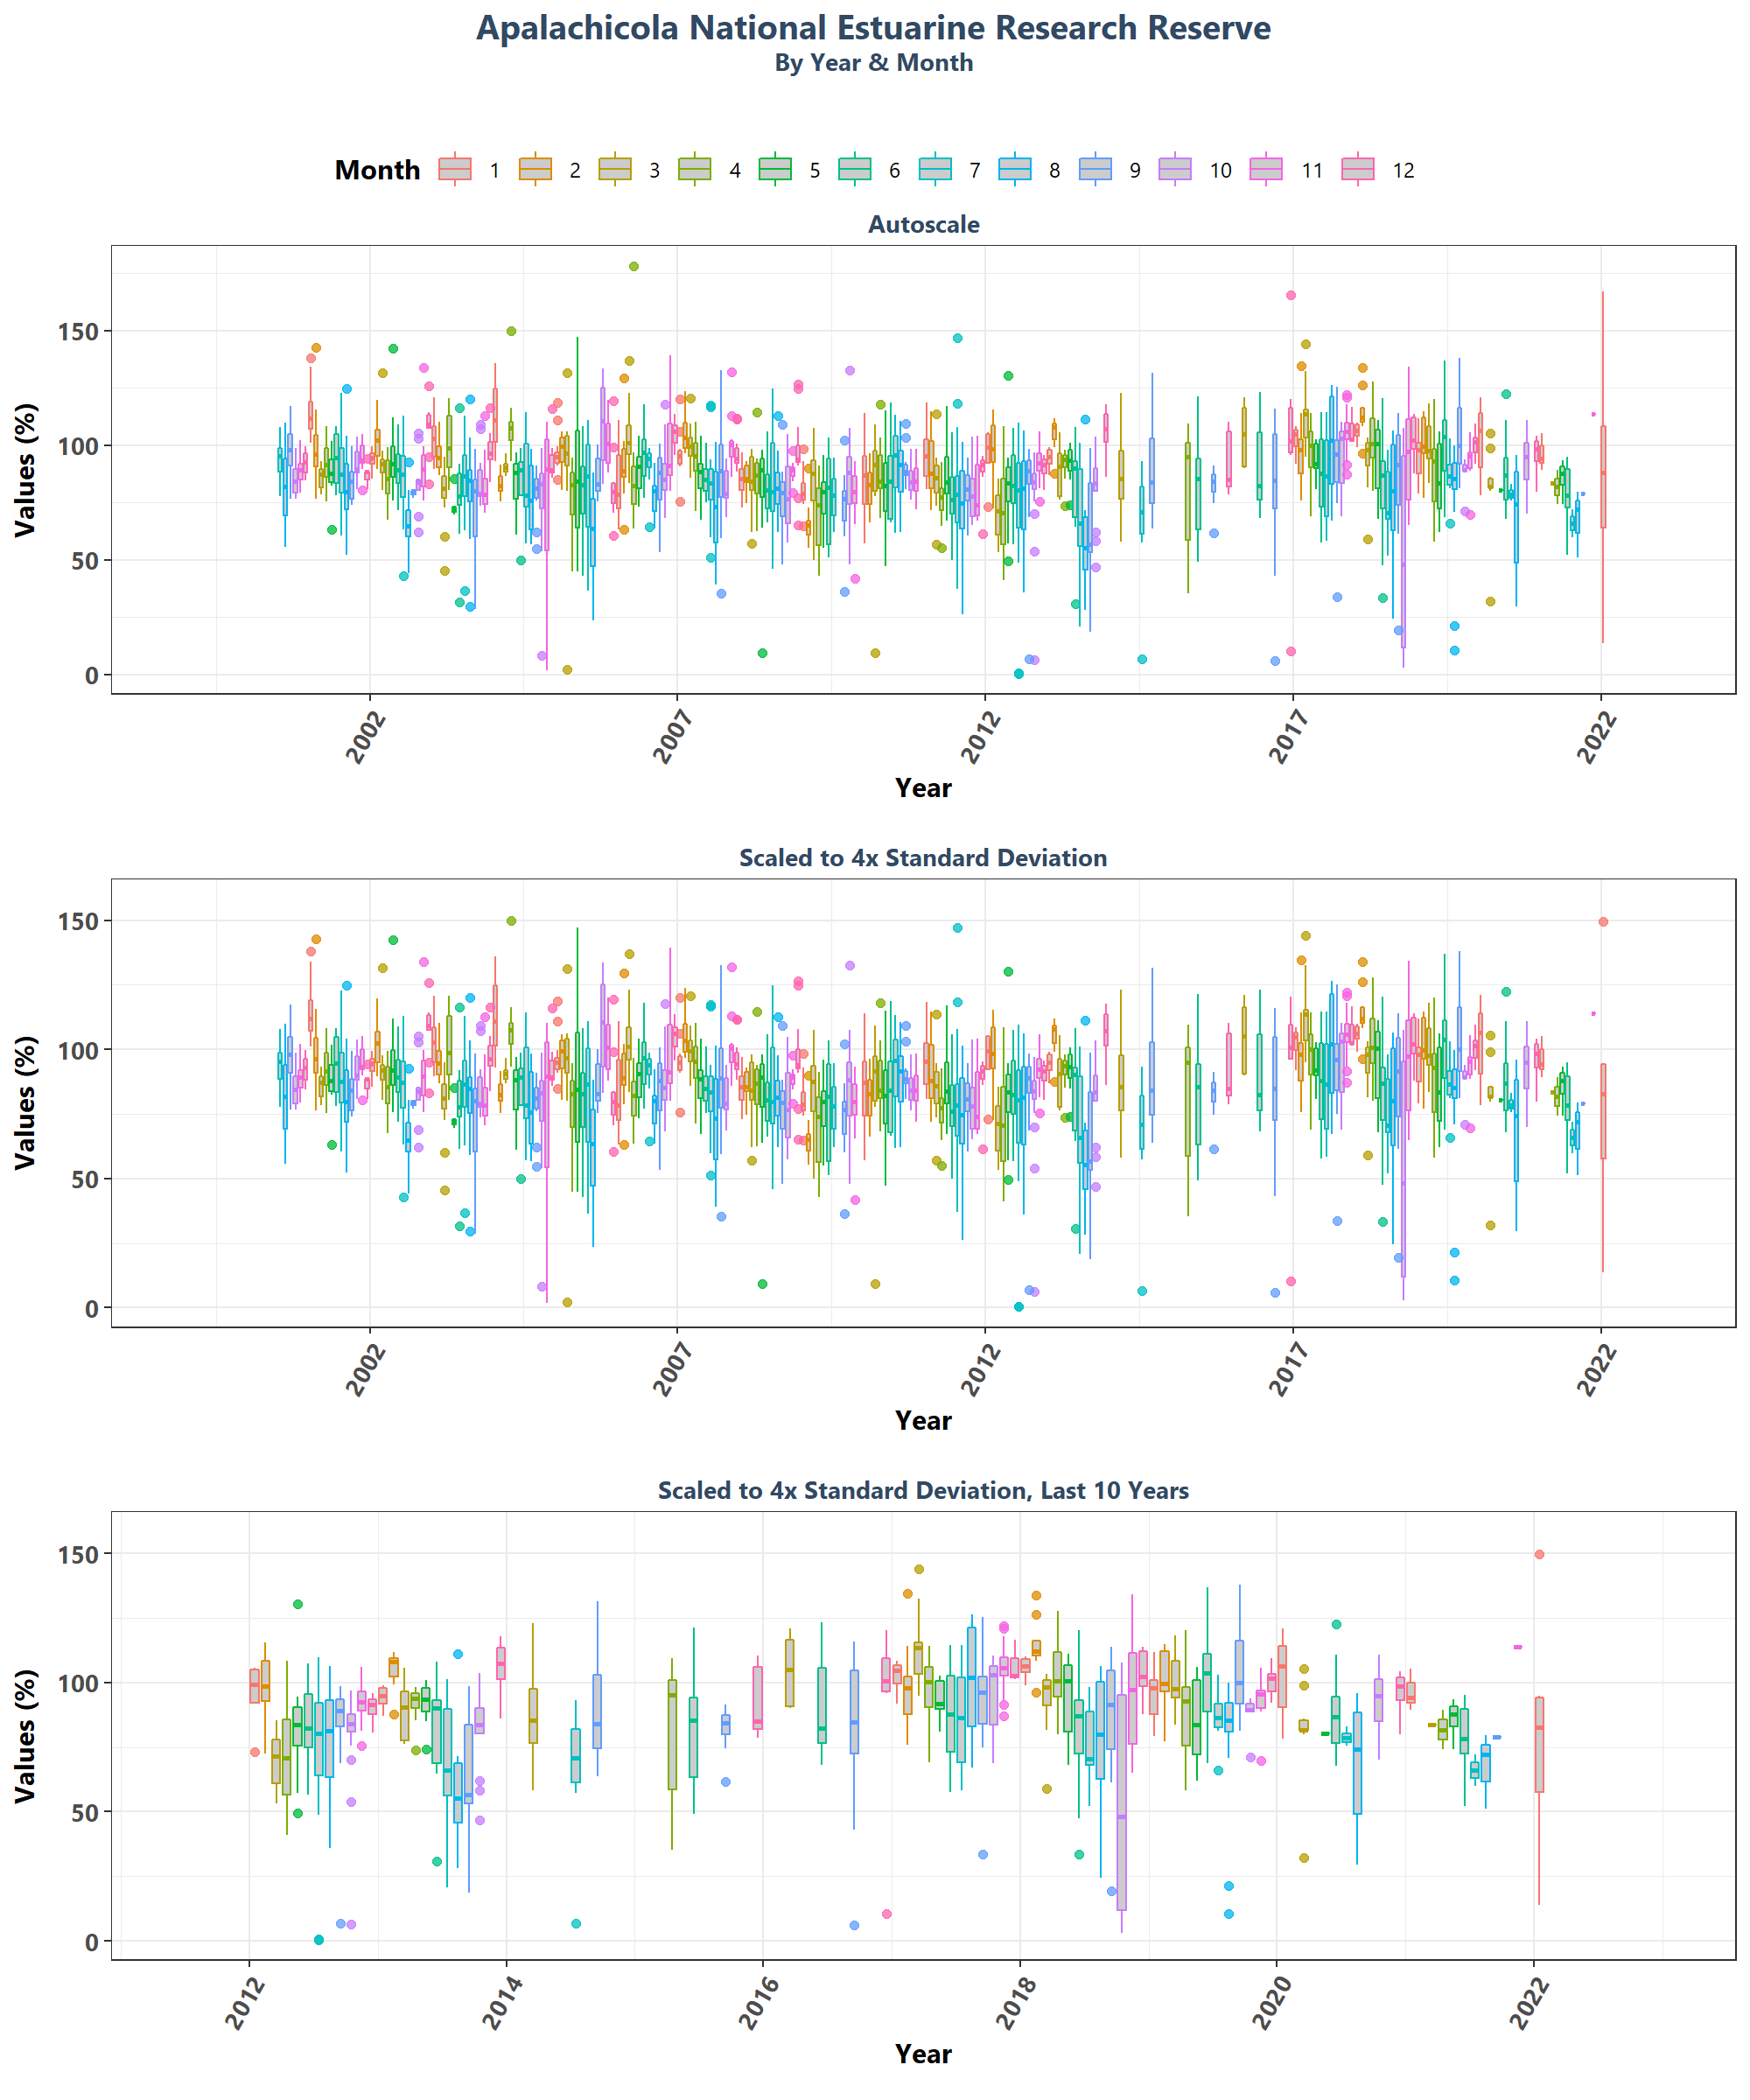 Apalachicola National Estuarine Research Reserve
By Year & Month
Month 1 2 3 4 5 6 7 8 9 10 11 12
Autoscale
Values (%)
150
100
50
0
2002 2007 2012 2017 2022
Year
Scaled to 4x Standard Deviation
Values (%)
150
100
50
0
2002 2007 2012 2017 2022
Year
Scaled to 4x Standard Deviation, Last 10 Years
Values (%)
150
100
50
0
2012 2014 2016 2018 2020 2022
Year